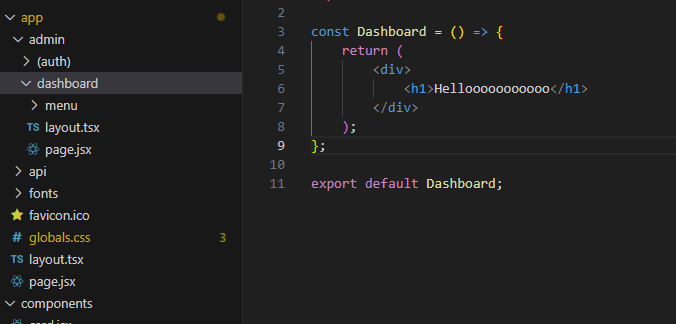 app
admin
(auth)
dashboard
menu
TS layout.tsx
page.jsx
api
fonts
favicon.ico
# globals.css 3
TS layout.tsx
page.jsx
components
2
3 const Dashboard = () => {
4 return (
5 <div>
6 <h1>Hellooooooooooo</h1>
7 </div>
8 );
9 };
10
11 export default Dashboard;